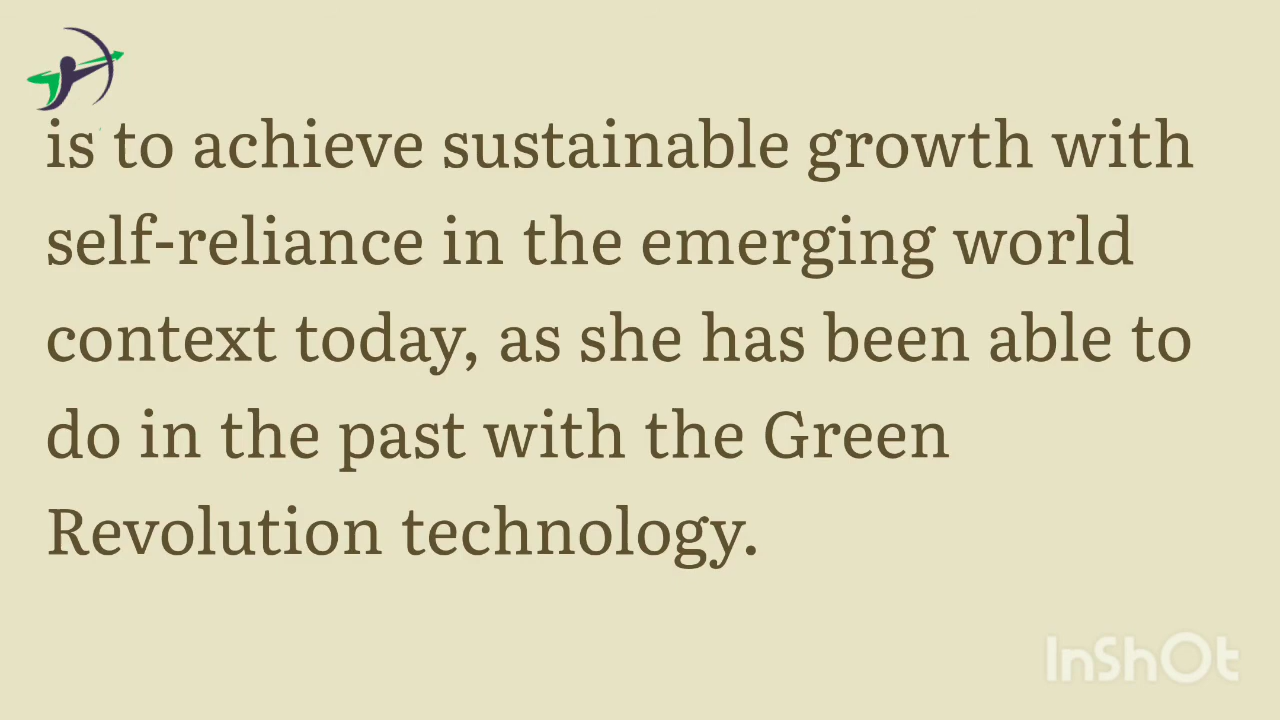 is to achieve sustainable growth with
self-reliance in the emerging world
context today, as she has been able to
do in the past with the Green
Revolution technology.
InShOt